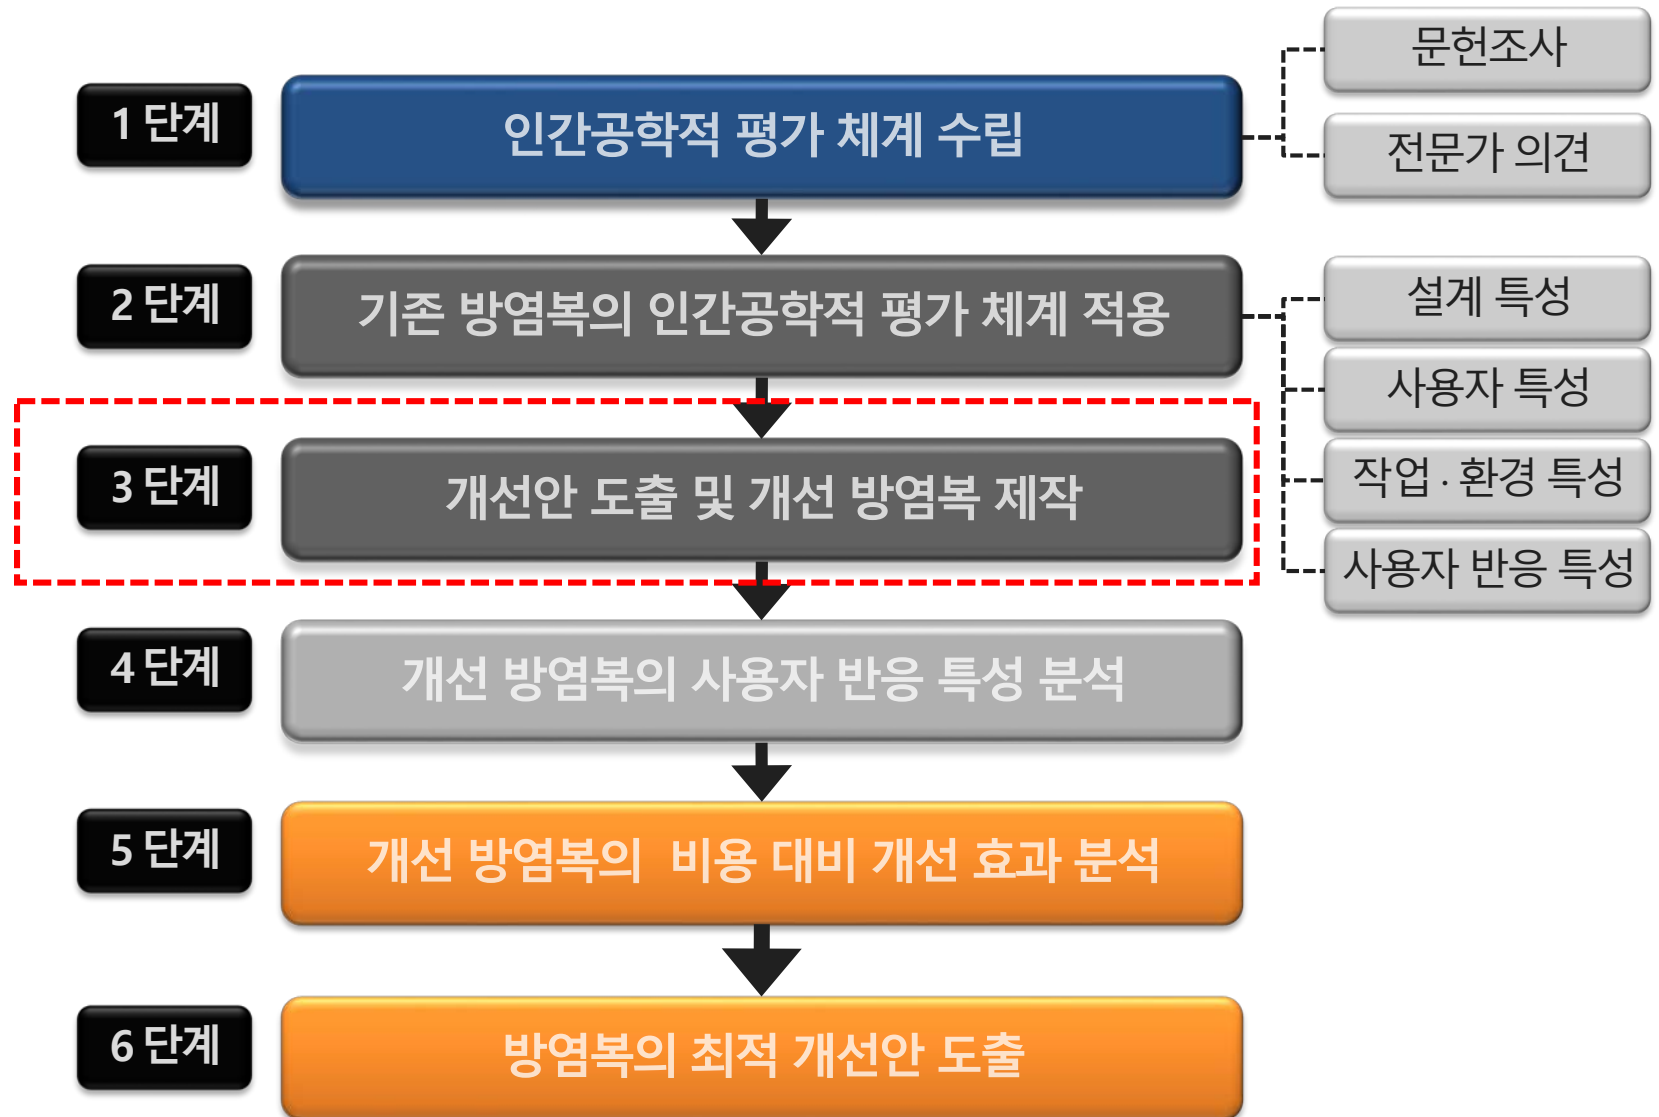 문헌조사
1 단계
인간공학적 평가 체계 수립
전문가 의견
2 단계
기존 방염복의 인간공학적 평가 체계 적용
설계 특성
사용자 특성
3 단계
개선안 도출 및 개선 방염복 제작
작업 · 환경 특성
사용자 반응 특성
4 단계
개선 방염복의 사용자 반응 특성 분석
5 단계
개선 방염복의 비용 대비 개선 효과 분석
6 단계
방염복의 최적 개선안 도출